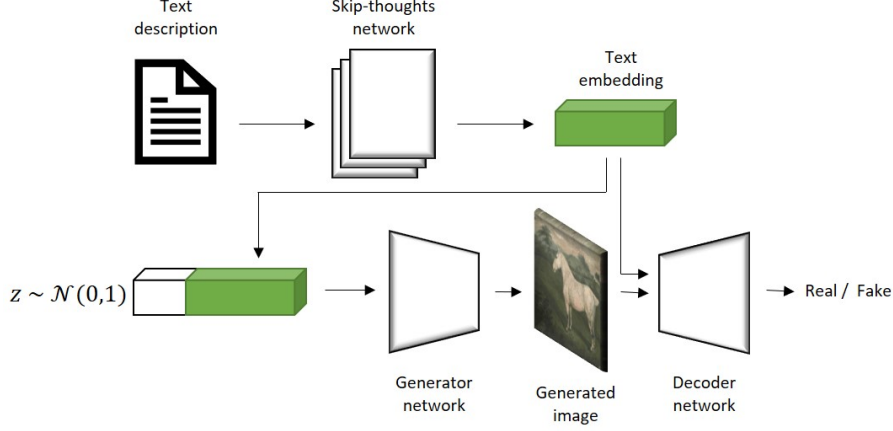 Text
description
Skip-thoughts
network
Text
embedding
z ~ 𝒩(0,1)
Real / Fake
Generator
network
Generated
image
Decoder
network